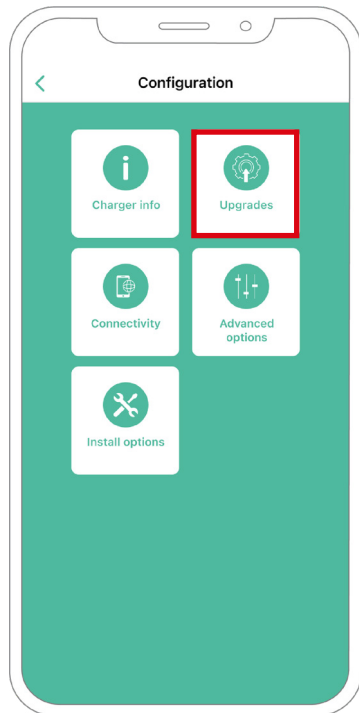 Configuration
Charger info
Upgrades
Connectivity
Advanced
options
Install options